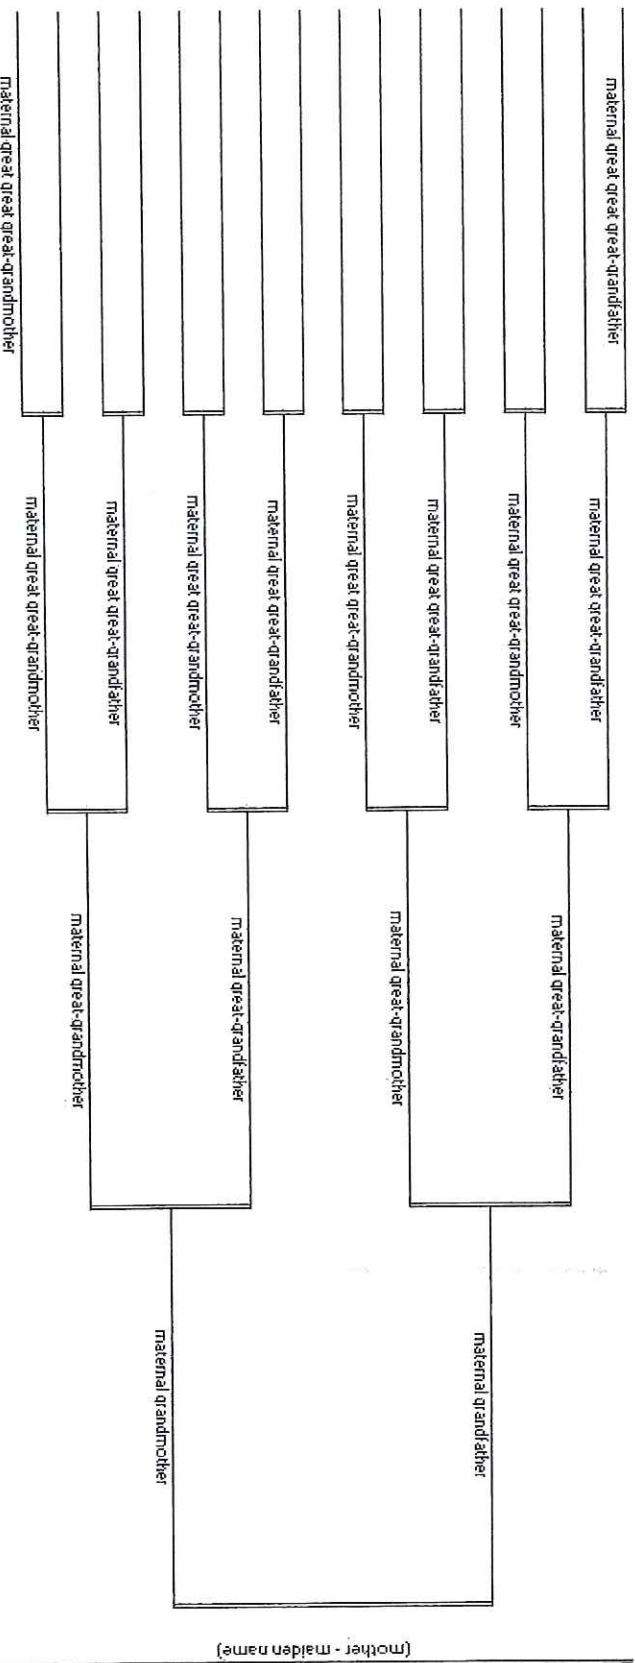 maternal great great great-grandfather
maternal great great great-grandmother
maternal great great-grandfather
maternal great great-grandmother
maternal great great-grandfather
maternal great great-grandmother
maternal great great-grandfather
maternal great great-grandmother
maternal great great-grandfather
maternal great great-grandmother
maternal great-grandfather
maternal great-grandmother
maternal great-grandfather
maternal great-grandmother
maternal grandfather
maternal grandmother
(mother - maiden name)